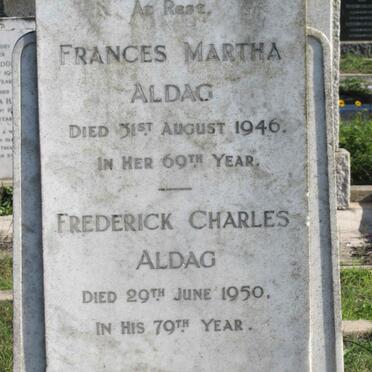 At Rest.
Frances Martha
Aldag
Died 31st August 1946.
In Her 69th Year.
Frederick Charles
Aldag
Died 29th June 1950.
In His 79th Year.